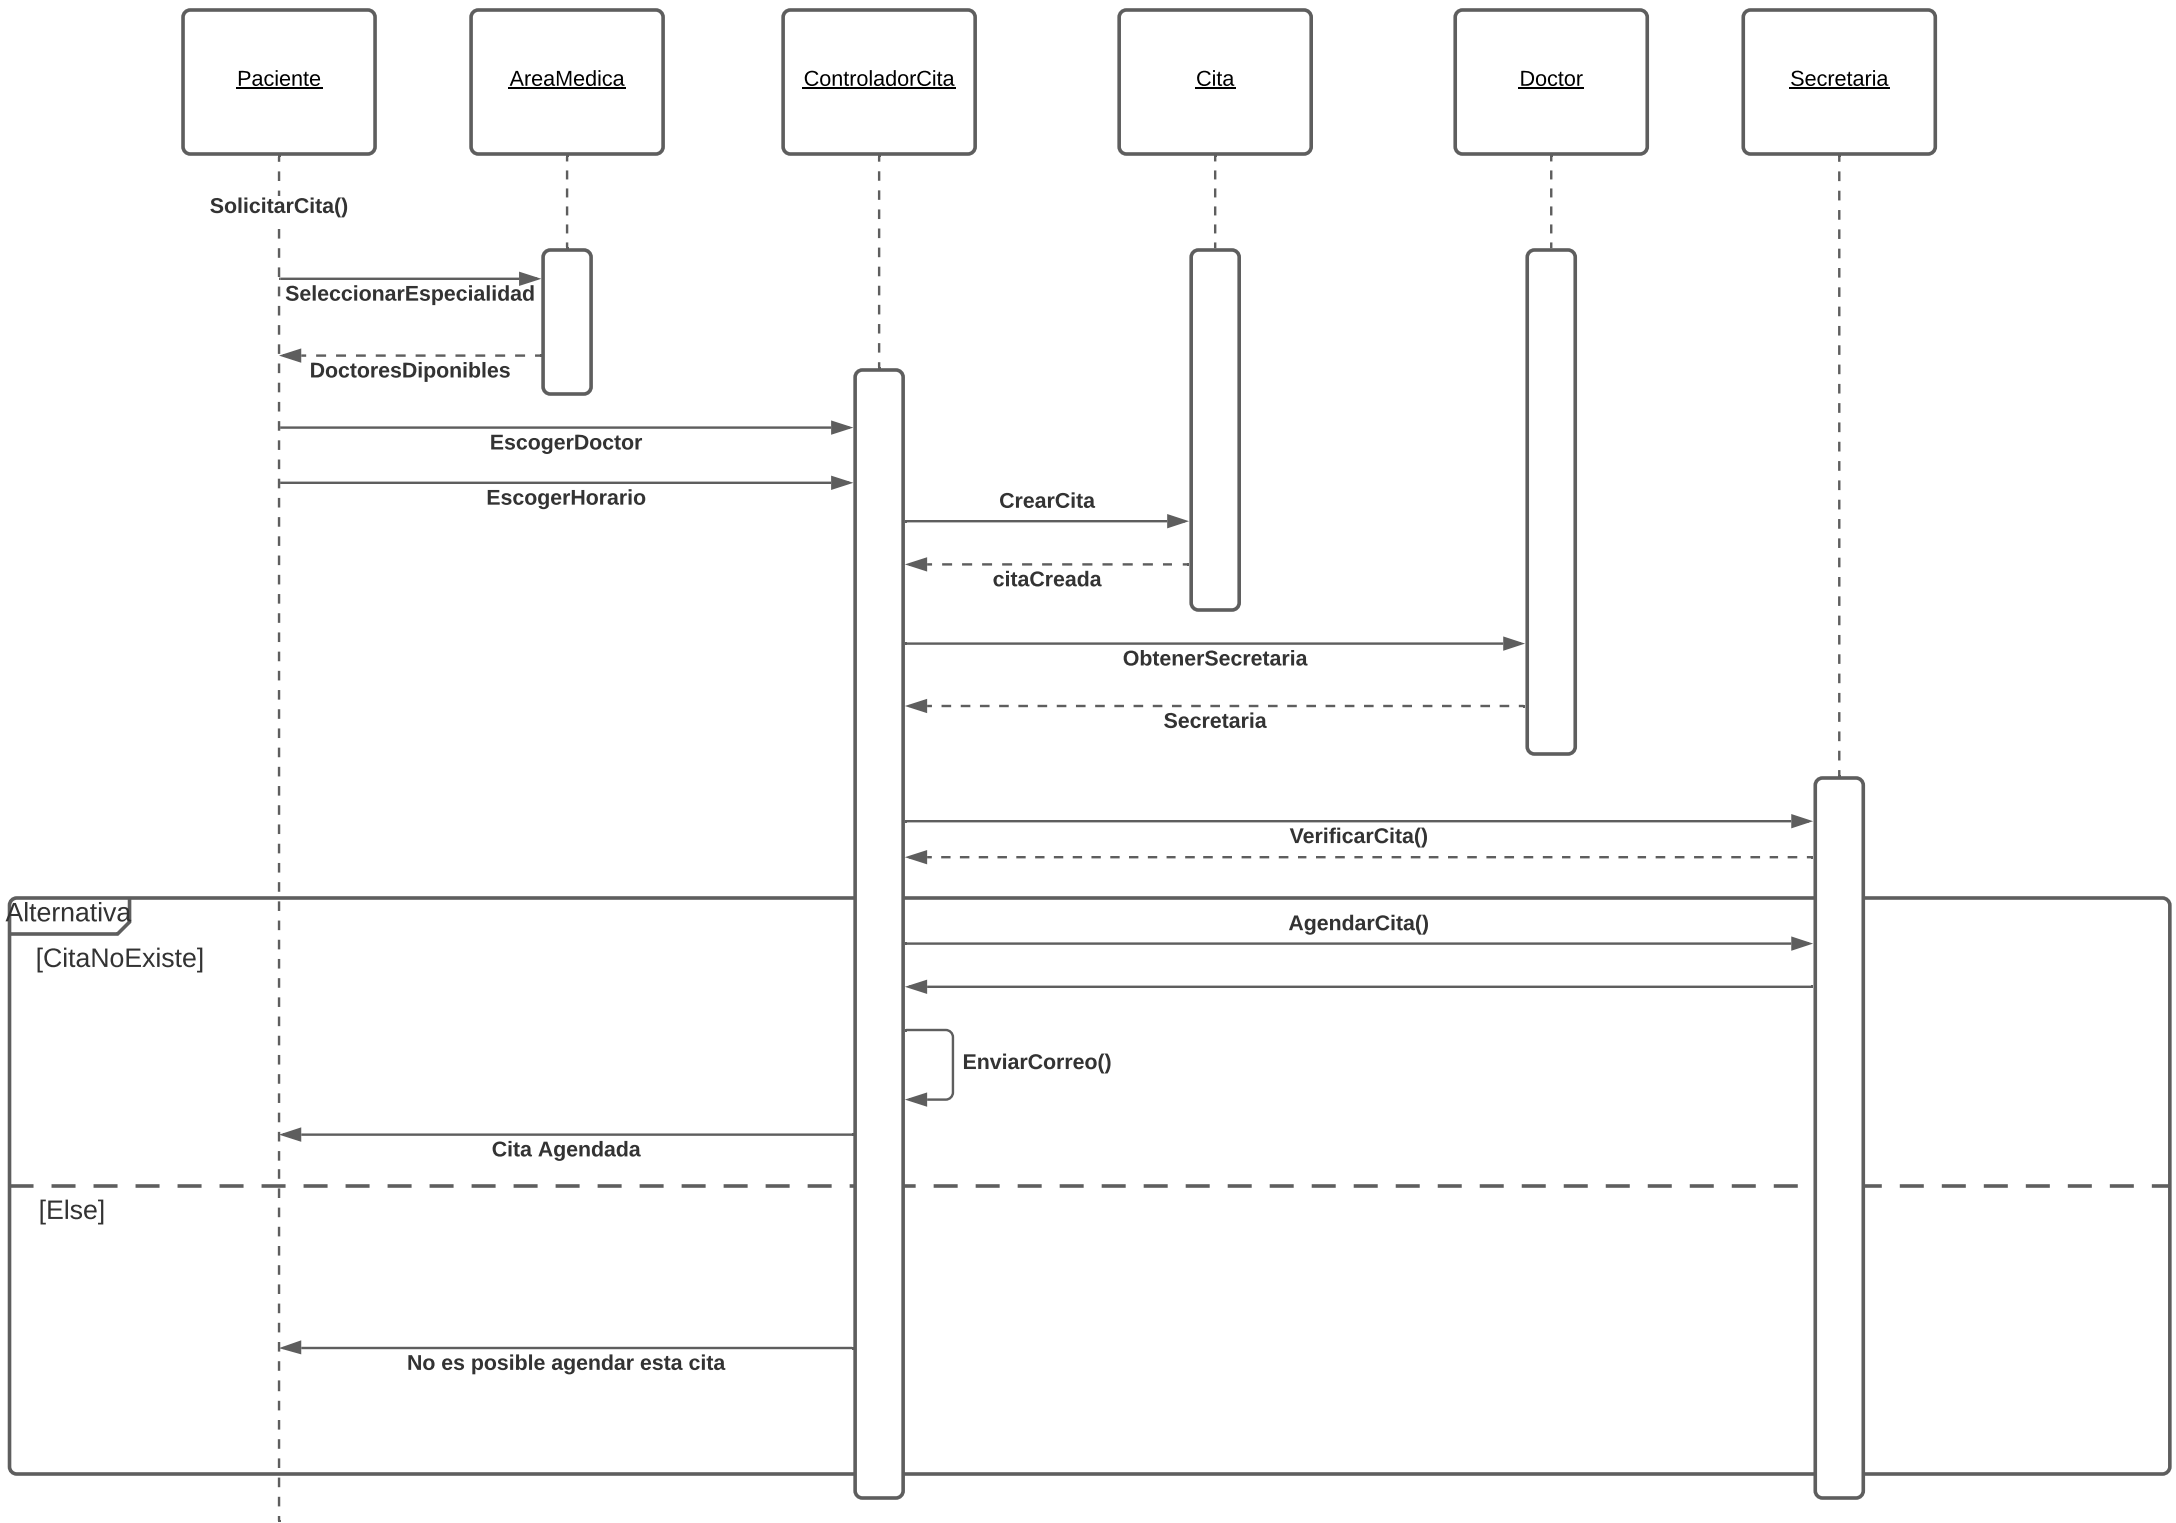 Paciente
AreaMedica
ControladorCita
Cita
Doctor
Secretaria
SolicitarCita()
SeleccionarEspecialidad
DoctoresDiponibles
EscogerDoctor
EscogerHorario
CrearCita
citaCreada
ObtenerSecretaria
Secretaria
VerificarCita()
Alternativa
AgendarCita()
[CitaNoExiste]
EnviarCorreo()
Cita Agendada
[Else]
No es posible agendar esta cita